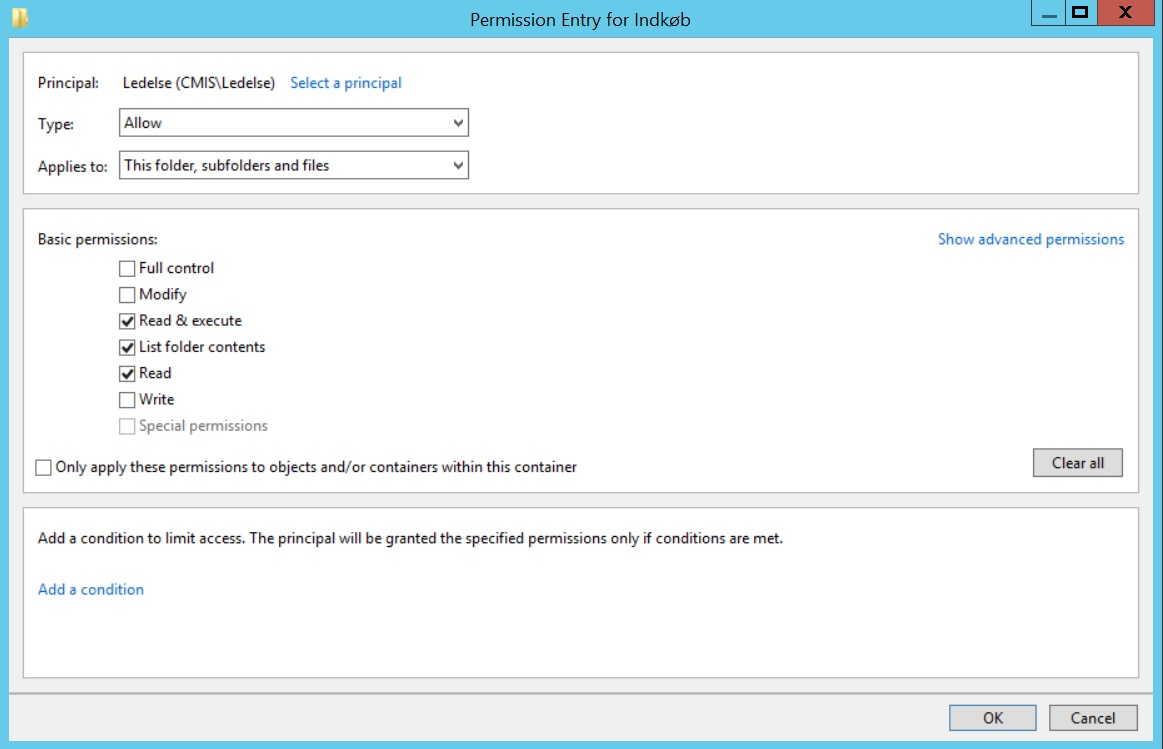 Permission Entry for Indkøb
Principal: Ledelse (CMIS\Ledelse) Select a principal
Type: Allow
Applies to: This folder, subfolders and files
Basic permissions: Show advanced permissions
Full control
Modify
Read & execute
List folder contents
Read
Write
Special permissions
Only apply these permissions to objects and/or containers within this container
Clear all
Add a condition to limit access. The principal will be granted the specified permissions only if conditions are met.
Add a condition
OK Cancel